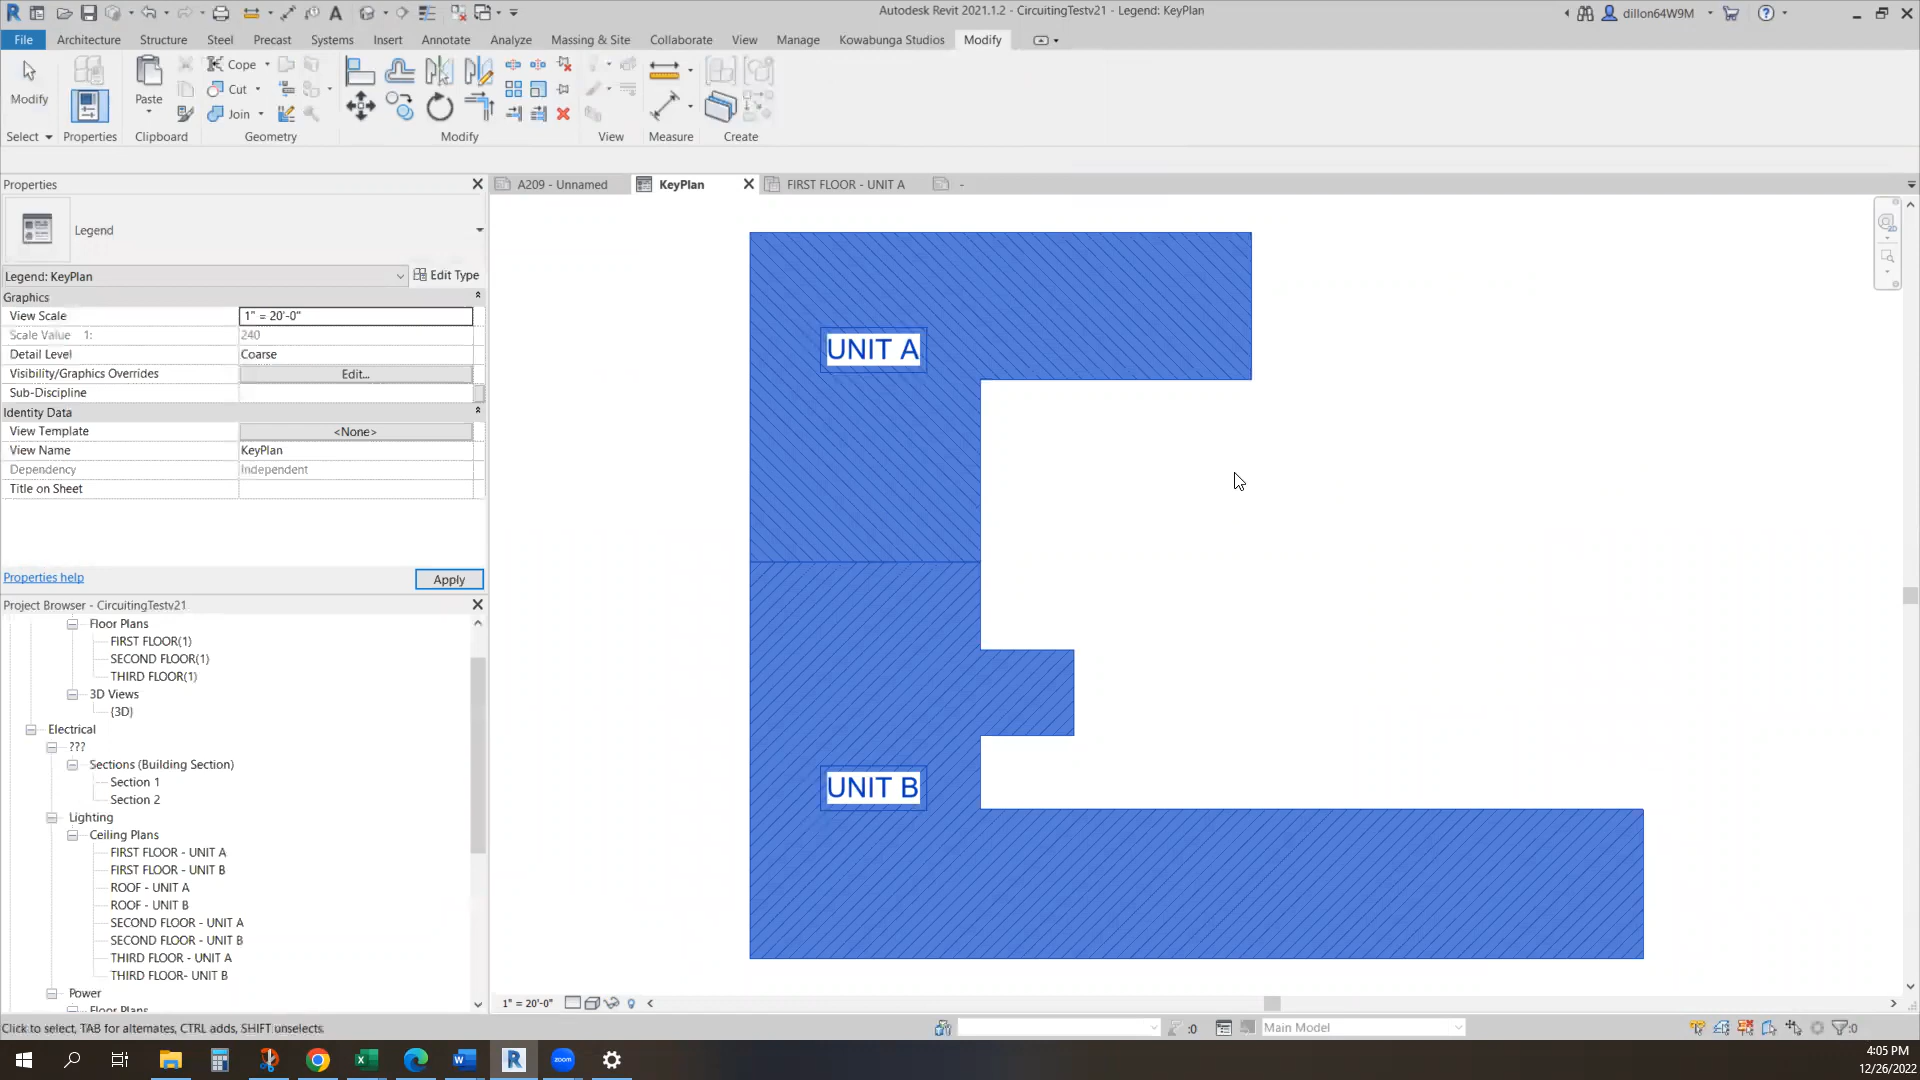 Autodesk Revit 2021.1.2 - CircuitingTestv21 - Legend: KeyPlan
dillon64W9M
File Architecture Structure Steel Precast Systems Insert Annotate Analyze Massing & Site Collaborate View Manage Kowabunga Studios Modify
Modify
Paste
Cope
Cut
Join
Select Properties Clipboard Geometry Modify View Measure Create
Properties
A209 - Unnamed KeyPlan FIRST FLOOR - UNIT A -
Legend
Legend: KeyPlan Edit Type
Graphics
View Scale 1" = 20'-0"
Scale Value 1: 240
Detail Level Coarse
Visibility/Graphics Overrides Edit...
Sub-Discipline
Identity Data
View Template <None>
View Name KeyPlan
Dependency Independent
Title on Sheet
Properties help Apply
Project Browser - CircuitingTestv21
Floor Plans
FIRST FLOOR(1)
SECOND FLOOR(1)
THIRD FLOOR(1)
3D Views
{3D}
Electrical
???
Sections (Building Section)
Section 1
Section 2
Lighting
Ceiling Plans
FIRST FLOOR - UNIT A
FIRST FLOOR - UNIT B
ROOF - UNIT A
ROOF - UNIT B
SECOND FLOOR - UNIT A
SECOND FLOOR - UNIT B
THIRD FLOOR - UNIT A
THIRD FLOOR- UNIT B
Power
Floor Plans
UNIT A
UNIT B
1" = 20'-0"
Click to select, TAB for alternates, CTRL adds, SHIFT unselects.
:0
Main Model
:0
zoom
4:05 PM
12/26/2022